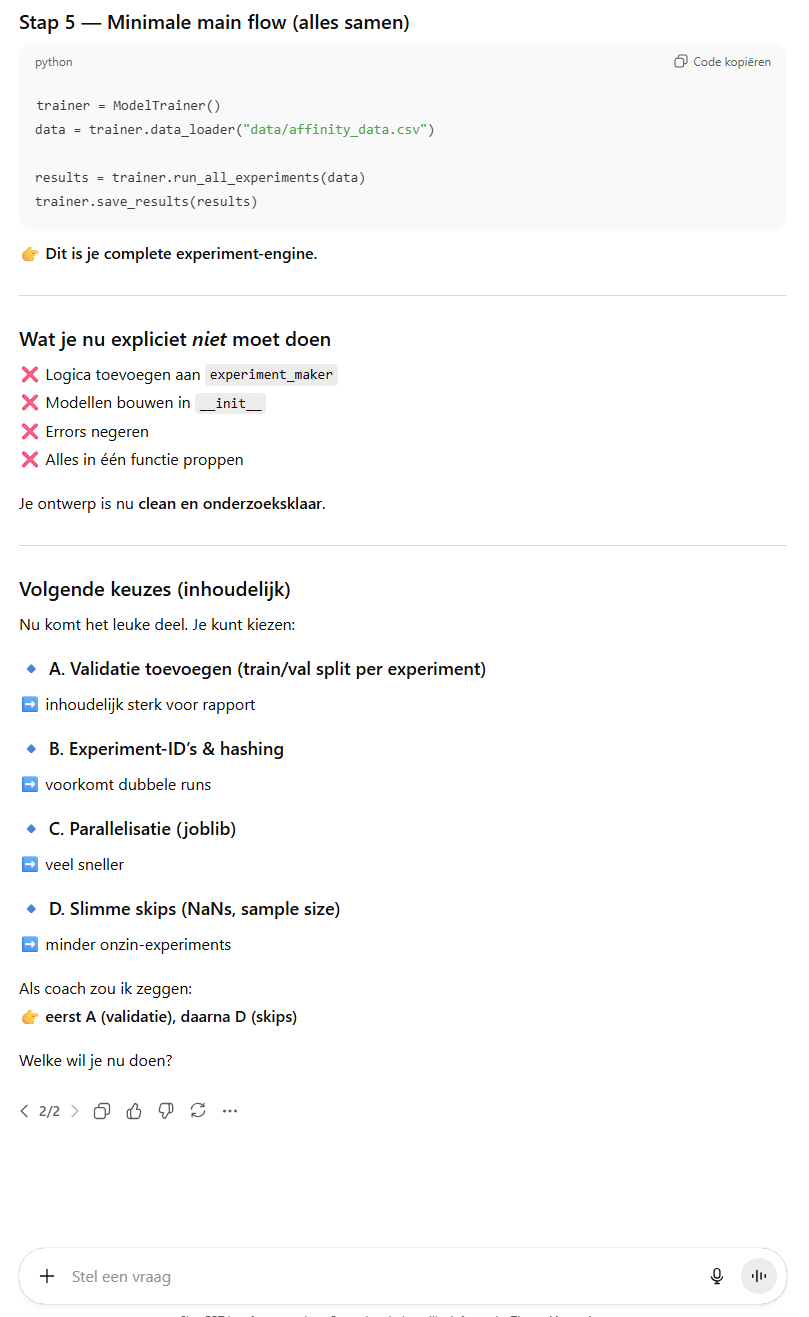 Stap 5 — Minimale main flow (alles samen)
python
Code kopiëren
trainer = ModelTrainer()
data = trainer.data_loader("data/affinity_data.csv")
results = trainer.run_all_experiments(data)
trainer.save_results(results)
👉 Dit is je complete experiment-engine.
Wat je nu expliciet niet moet doen
❌ Logica toevoegen aan experiment_maker
❌ Modellen bouwen in __init__
❌ Errors negeren
❌ Alles in één functie proppen
Je ontwerp is nu clean en onderzoeksklaar.
Volgende keuzes (inhoudelijk)
Nu komt het leuke deel. Je kunt kiezen:
🔹 A. Validatie toevoegen (train/val split per experiment)
➡️ inhoudelijk sterk voor rapport
🔹 B. Experiment-ID’s & hashing
➡️ voorkomt dubbele runs
🔹 C. Parallelisatie (joblib)
➡️ veel sneller
🔹 D. Slimme skips (NaNs, sample size)
➡️ minder onzin-experiments
Als coach zou ik zeggen:
👉 eerst A (validatie), daarna D (skips)
Welke wil je nu doen?
2/2
Stel een vraag